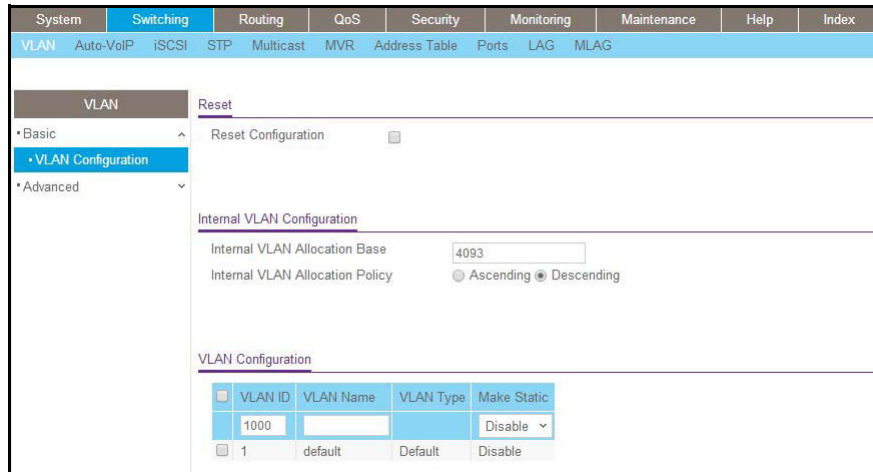 System Switching Routing QoS Security Monitoring Maintenance Help Index
VLAN Auto-VoIP iSCSI STP Multicast MVR Address Table Ports LAG MLAG
VLAN
Basic
VLAN Configuration
Advanced
Reset
Reset Configuration
Internal VLAN Configuration
Internal VLAN Allocation Base 4093
Internal VLAN Allocation Policy Ascending Descending
VLAN Configuration
VLAN ID VLAN Name VLAN Type Make Static
1000 Disable
1 default Default Disable